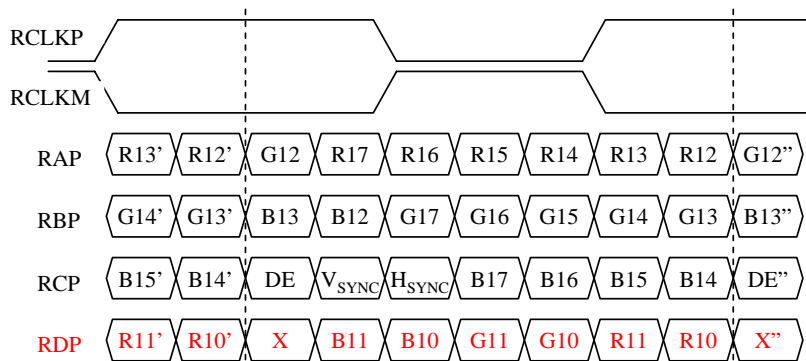 RCLKP
RCLKM
RAP R13’ R12’ G12 R17 R16 R15 R14 R13 R12 G12”
RBP G14’ G13’ B13 B12 G17 G16 G15 G14 G13 B13”
RCP B15’ B14’ DE VSYNC HSYNC B17 B16 B15 B14 DE”
RDP R11’ R10’ X B11 B10 G11 G10 R11 R10 X”